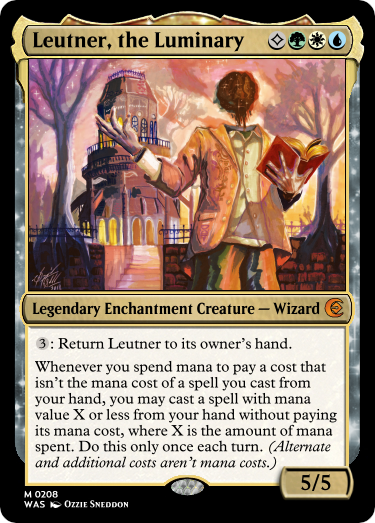 Leutner, the Luminary
Legendary Enchantment Creature — Wizard
3: Return Leutner to its owner's hand.
Whenever you spend mana to pay a cost that
isn't the mana cost of a spell you cast from
your hand, you may cast a spell with mana
value X or less from your hand without paying
its mana cost, where X is the amount of mana
spent. Do this only once each turn. (Alternate
and additional costs aren't mana costs.)
5/5
M 0208
WAS Ozzie Sneddon